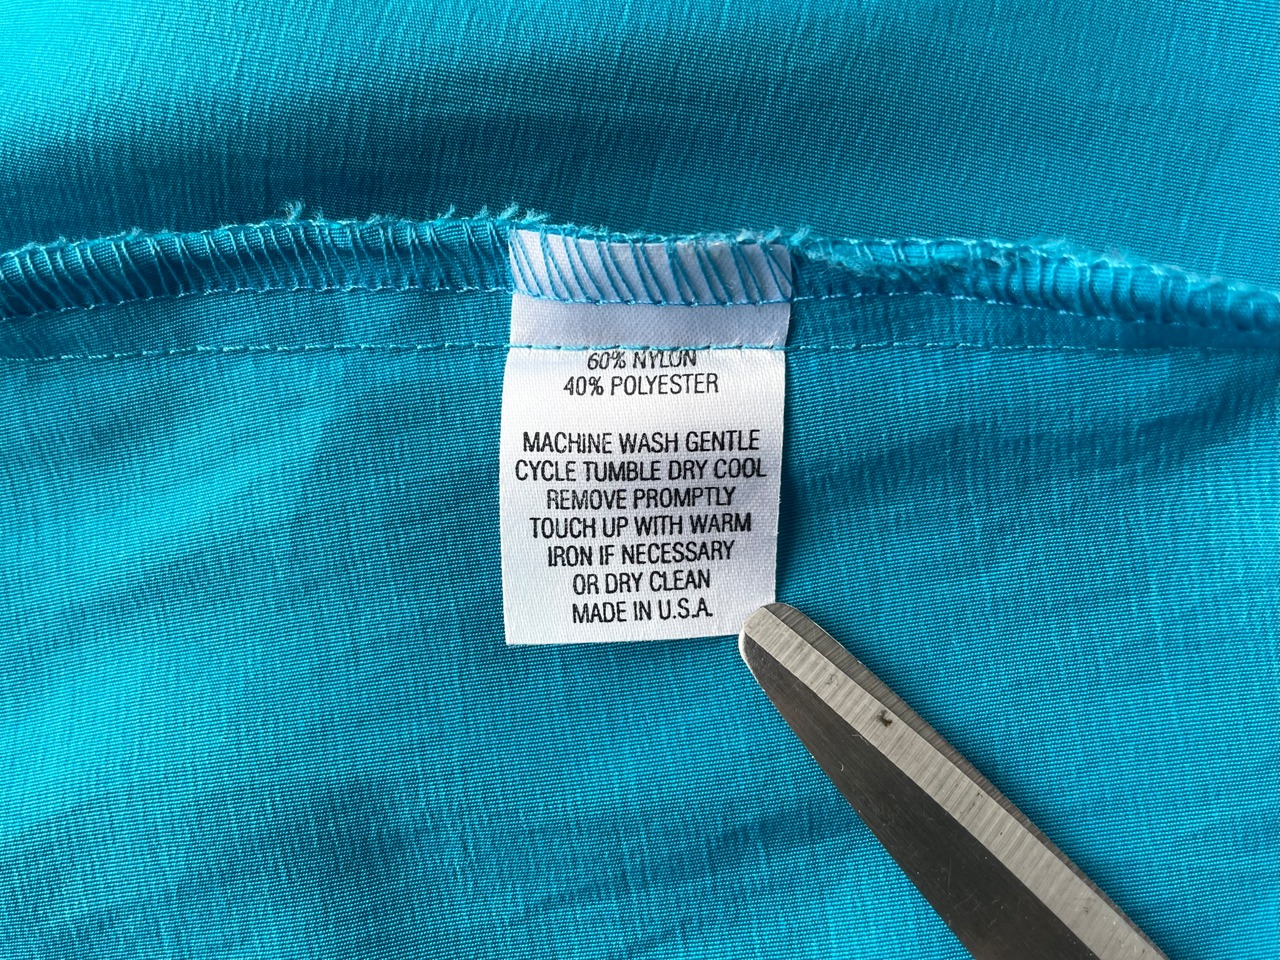 60% NYLON
40% POLYESTER
MACHINE WASH GENTLE
CYCLE TUMBLE DRY COOL
REMOVE PROMPTLY
TOUCH UP WITH WARM
IRON IF NECESSARY
OR DRY CLEAN
MADE IN U.S.A.